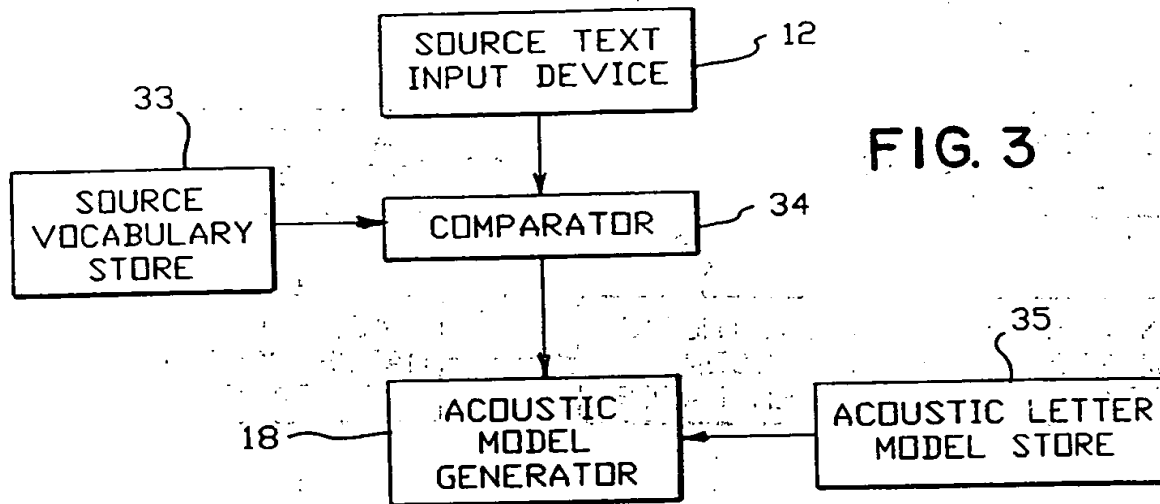 SOURCE TEXT
INPUT DEVICE
12
33
FIG. 3
SOURCE
VOCABULARY
STORE
COMPARATOR
34
35
18
ACOUSTIC
MODEL
GENERATOR
ACOUSTIC LETTER
MODEL STORE